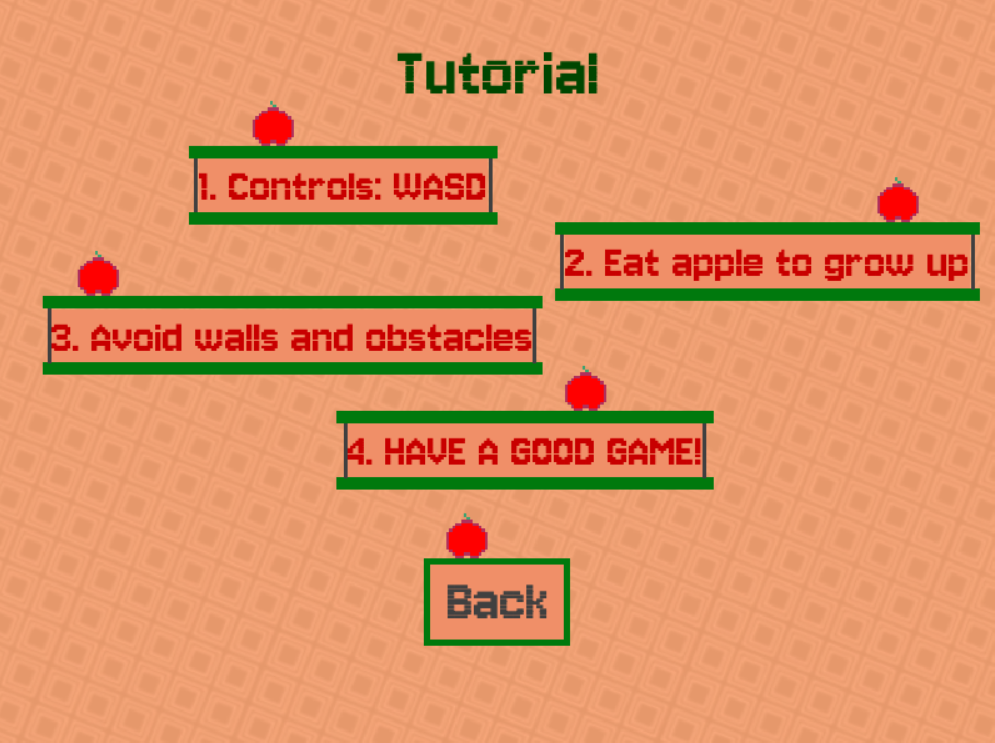 Tutorial
1. Controls: WASD
2. Eat apple to grow up
3. Avoid walls and obstacles
4. HAVE A GOOD GAME!
Back